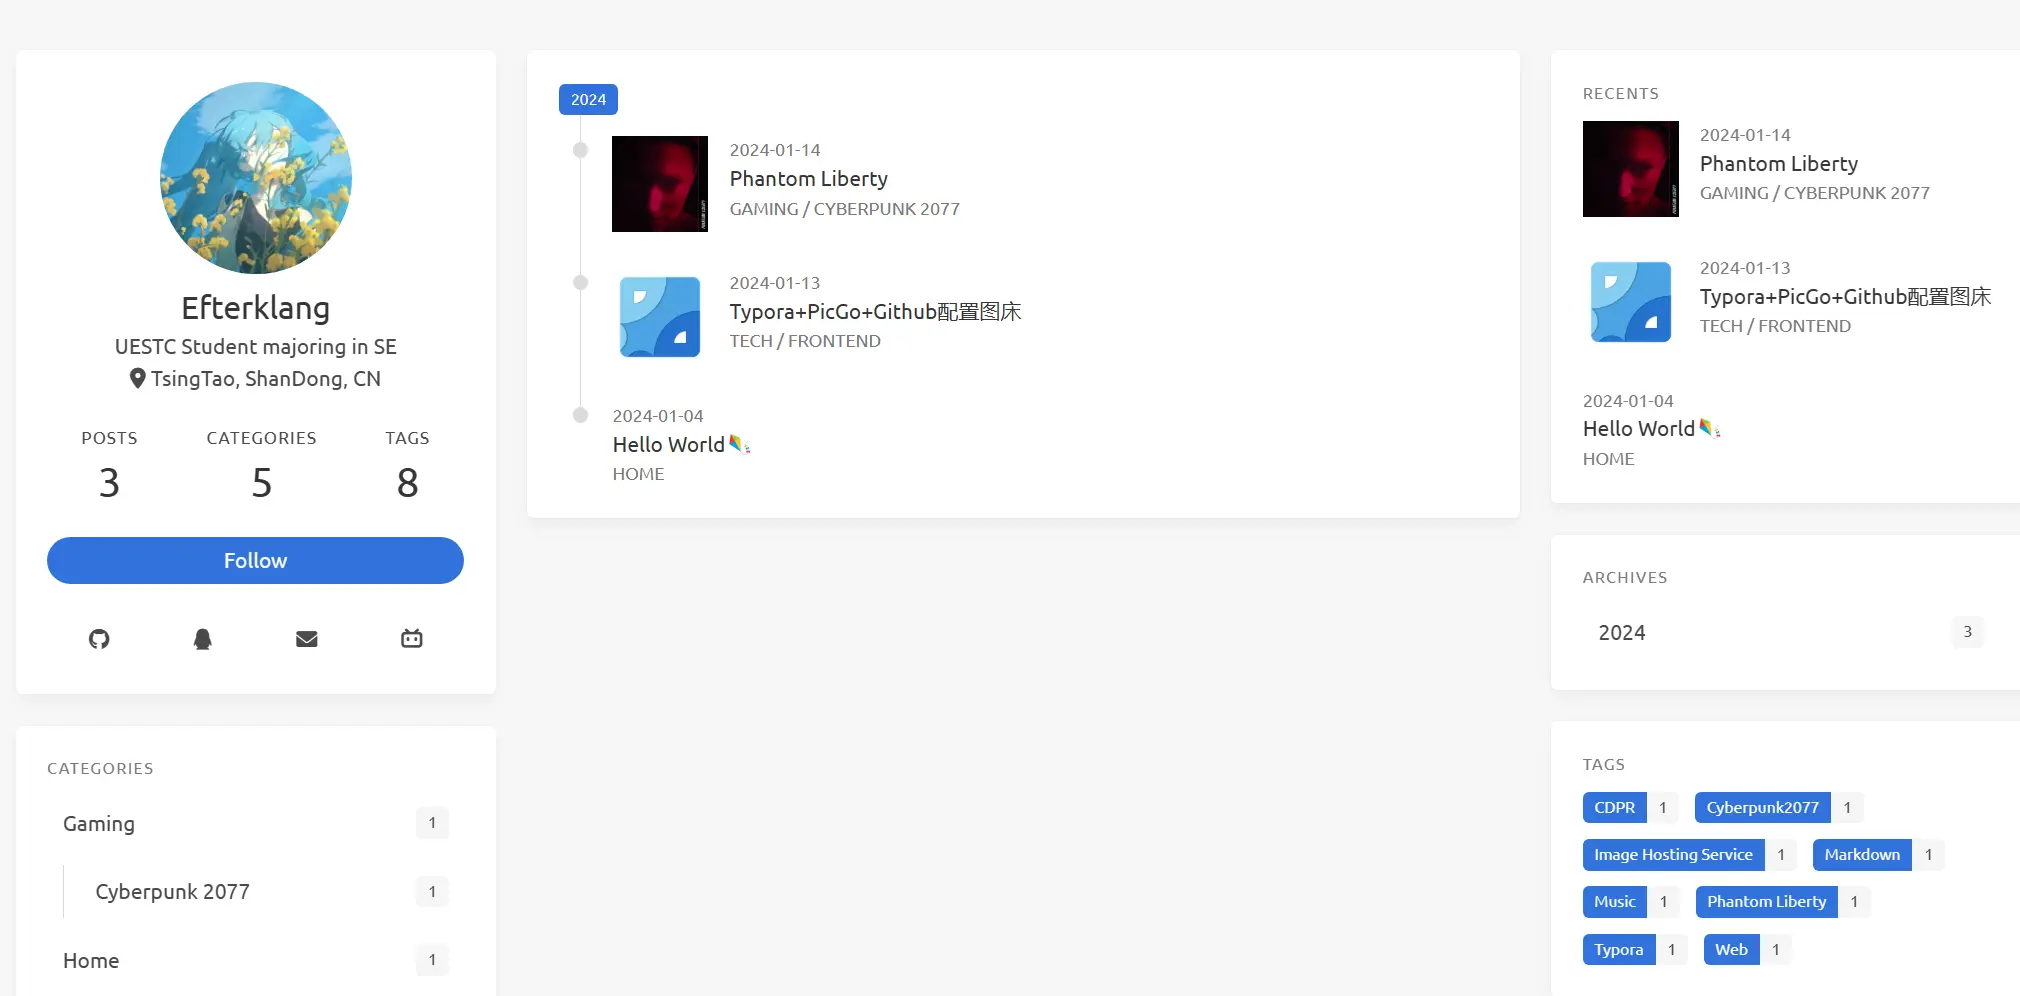 Efterklang
UESTC Student majoring in SE
TsingTao, ShanDong, CN
POSTS CATEGORIES TAGS
3 5 8
Follow
CATEGORIES
Gaming 1
Cyberpunk 2077 1
Home 1
2024
2024-01-14
Phantom Liberty
GAMING / CYBERPUNK 2077
2024-01-13
Typora+PicGo+Github配置图床
TECH / FRONTEND
2024-01-04
Hello World
HOME
RECENTS
2024-01-14
Phantom Liberty
GAMING / CYBERPUNK 2077
2024-01-13
Typora+PicGo+Github配置图床
TECH / FRONTEND
2024-01-04
Hello World
HOME
ARCHIVES
2024 3
TAGS
CDPR 1 Cyberpunk2077 1
Image Hosting Service 1 Markdown 1
Music 1 Phantom Liberty 1
Typora 1 Web 1